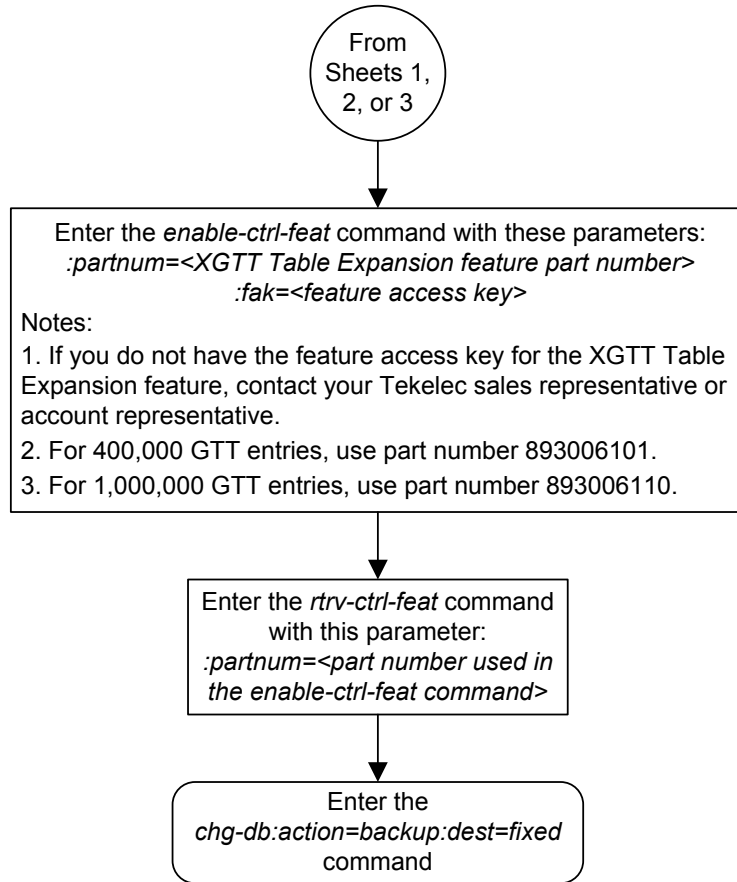 From
Sheets 1,
2, or 3
Enter the enable-ctrl-feat command with these parameters:
:partnum=<XGTT Table Expansion feature part number>
:fak=<feature access key>
Notes:
1. If you do not have the feature access key for the XGTT Table
Expansion feature, contact your Tekelec sales representative or
account representative.
2. For 400,000 GTT entries, use part number 893006101.
3. For 1,000,000 GTT entries, use part number 893006110.
Enter the rtrv-ctrl-feat command
with this parameter:
:partnum=<part number used in
the enable-ctrl-feat command>
Enter the
chg-db:action=backup:dest=fixed
command